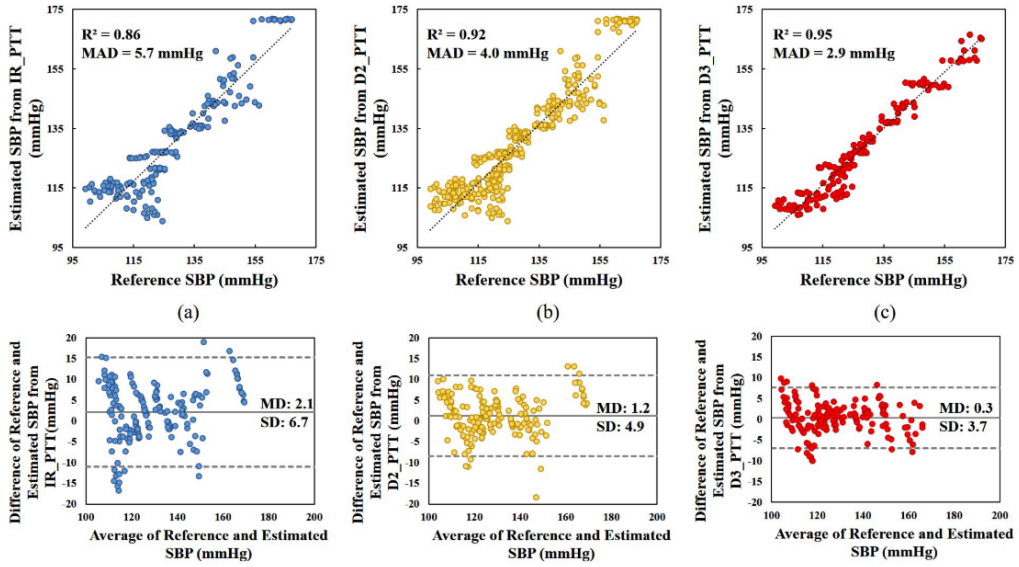 Estimated SBP from IR_PTT
(mmHg)
175
155
135
115
95
R² = 0.86
MAD = 5.7 mmHg
95 115 135 155 175
Reference SBP (mmHg)
(a)
Estimated SBP from D2_PTT
(mmHg)
175
155
135
115
95
R² = 0.92
MAD = 4.0 mmHg
95 115 135 155 175
Reference SBP (mmHg)
(b)
Estimated SBP from D3_PTT
(mmHg)
175
155
135
115
95
R² = 0.95
MAD = 2.9 mmHg
95 115 135 155 175
Reference SBP (mmHg)
(c)
Difference of Reference and
Estimated SBP from
IR_PTT(mmHg)
20
15
10
5
0
-5
-10
-15
-20
MD: 2.1
SD: 6.7
100 120 140 160 180 200
Average of Reference and Estimated
SBP (mmHg)
Difference of Reference and
Estimated SBP from
D2_PTT (mmHg)
20
15
10
5
0
-5
-10
-15
-20
MD: 1.2
SD: 4.9
100 120 140 160 180 200
Average of Reference and Estimated
SBP (mmHg)
Difference of Reference and
Estimated SBP from
D3_PTT (mmHg)
20
15
10
5
0
-5
-10
-15
-20
MD: 0.3
SD: 3.7
100 120 140 160 180 200
Average of Reference and Estimated
SBP (mmHg)